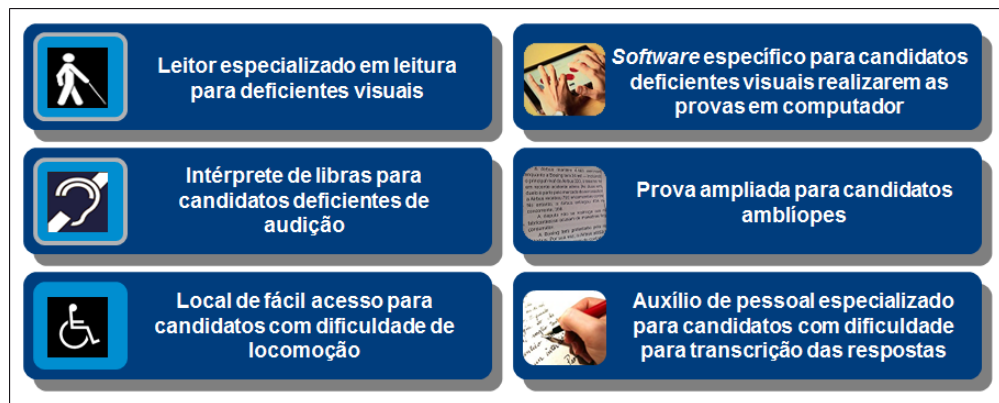 Leitor especializado em leitura
para deficientes visuais
Software específico para candidatos
deficientes visuais realizarem as
provas em computador
Intérprete de libras para
candidatos deficientes de
audição
Prova ampliada para candidatos
amblíopes
Local de fácil acesso para
candidatos com dificuldade de
locomoção
Auxílio de pessoal especializado
para candidatos com dificuldade
para transcrição das respostas